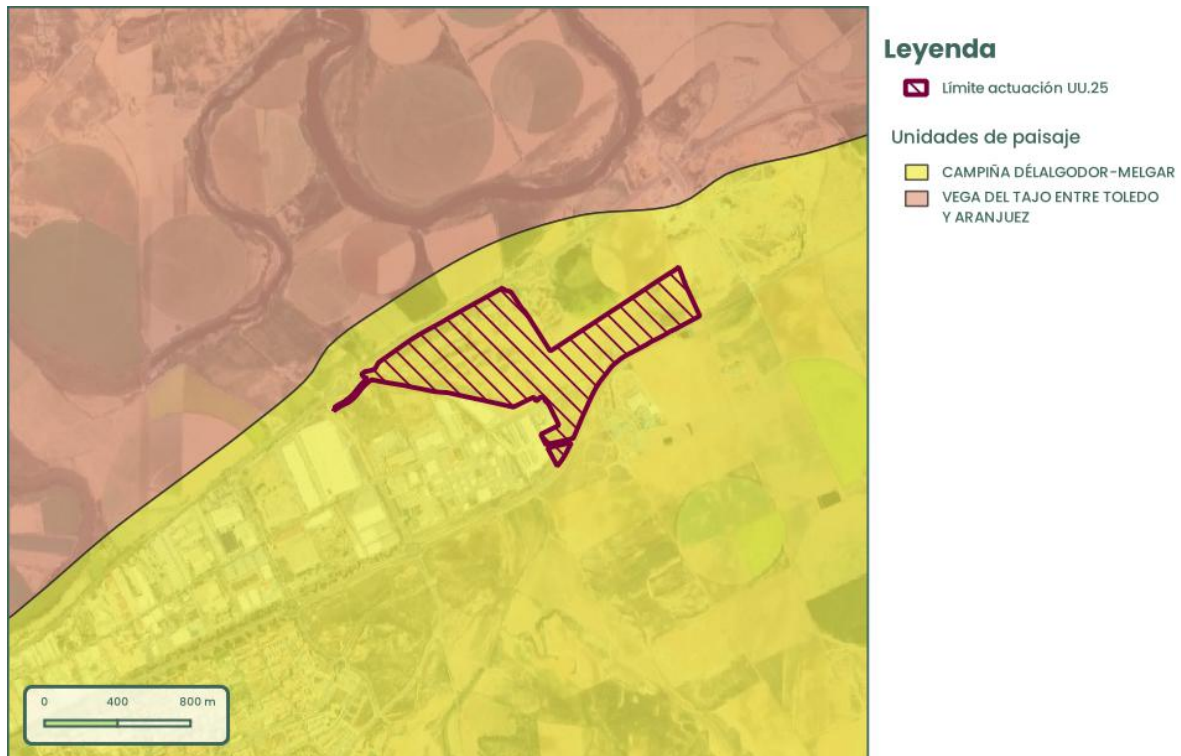 Leyenda
Límite actuación UU.25
Unidades de paisaje
CAMPIÑA DÉLALGODOR-MELGAR
VEGA DEL TAJO ENTRE TOLEDO
Y ARANJUEZ
0 400 800 m